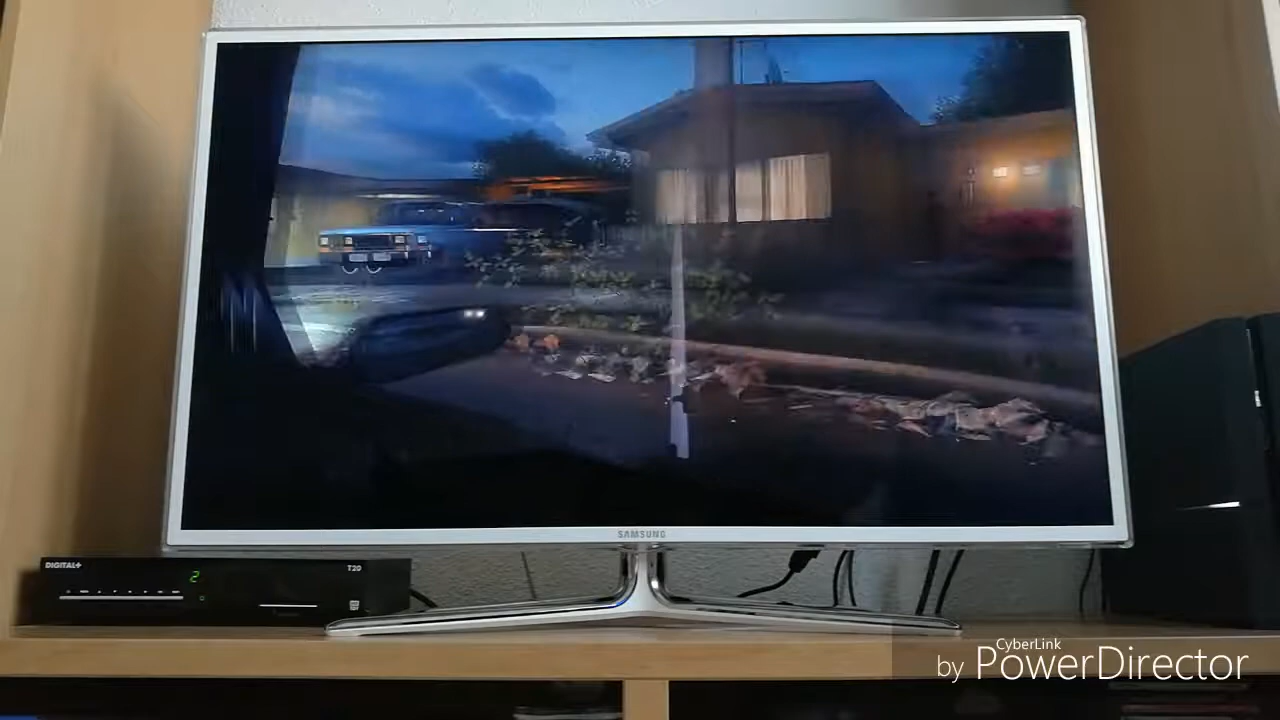 SAMSUNG
DIGITAL+
2
T20
CyberLink
by PowerDirector